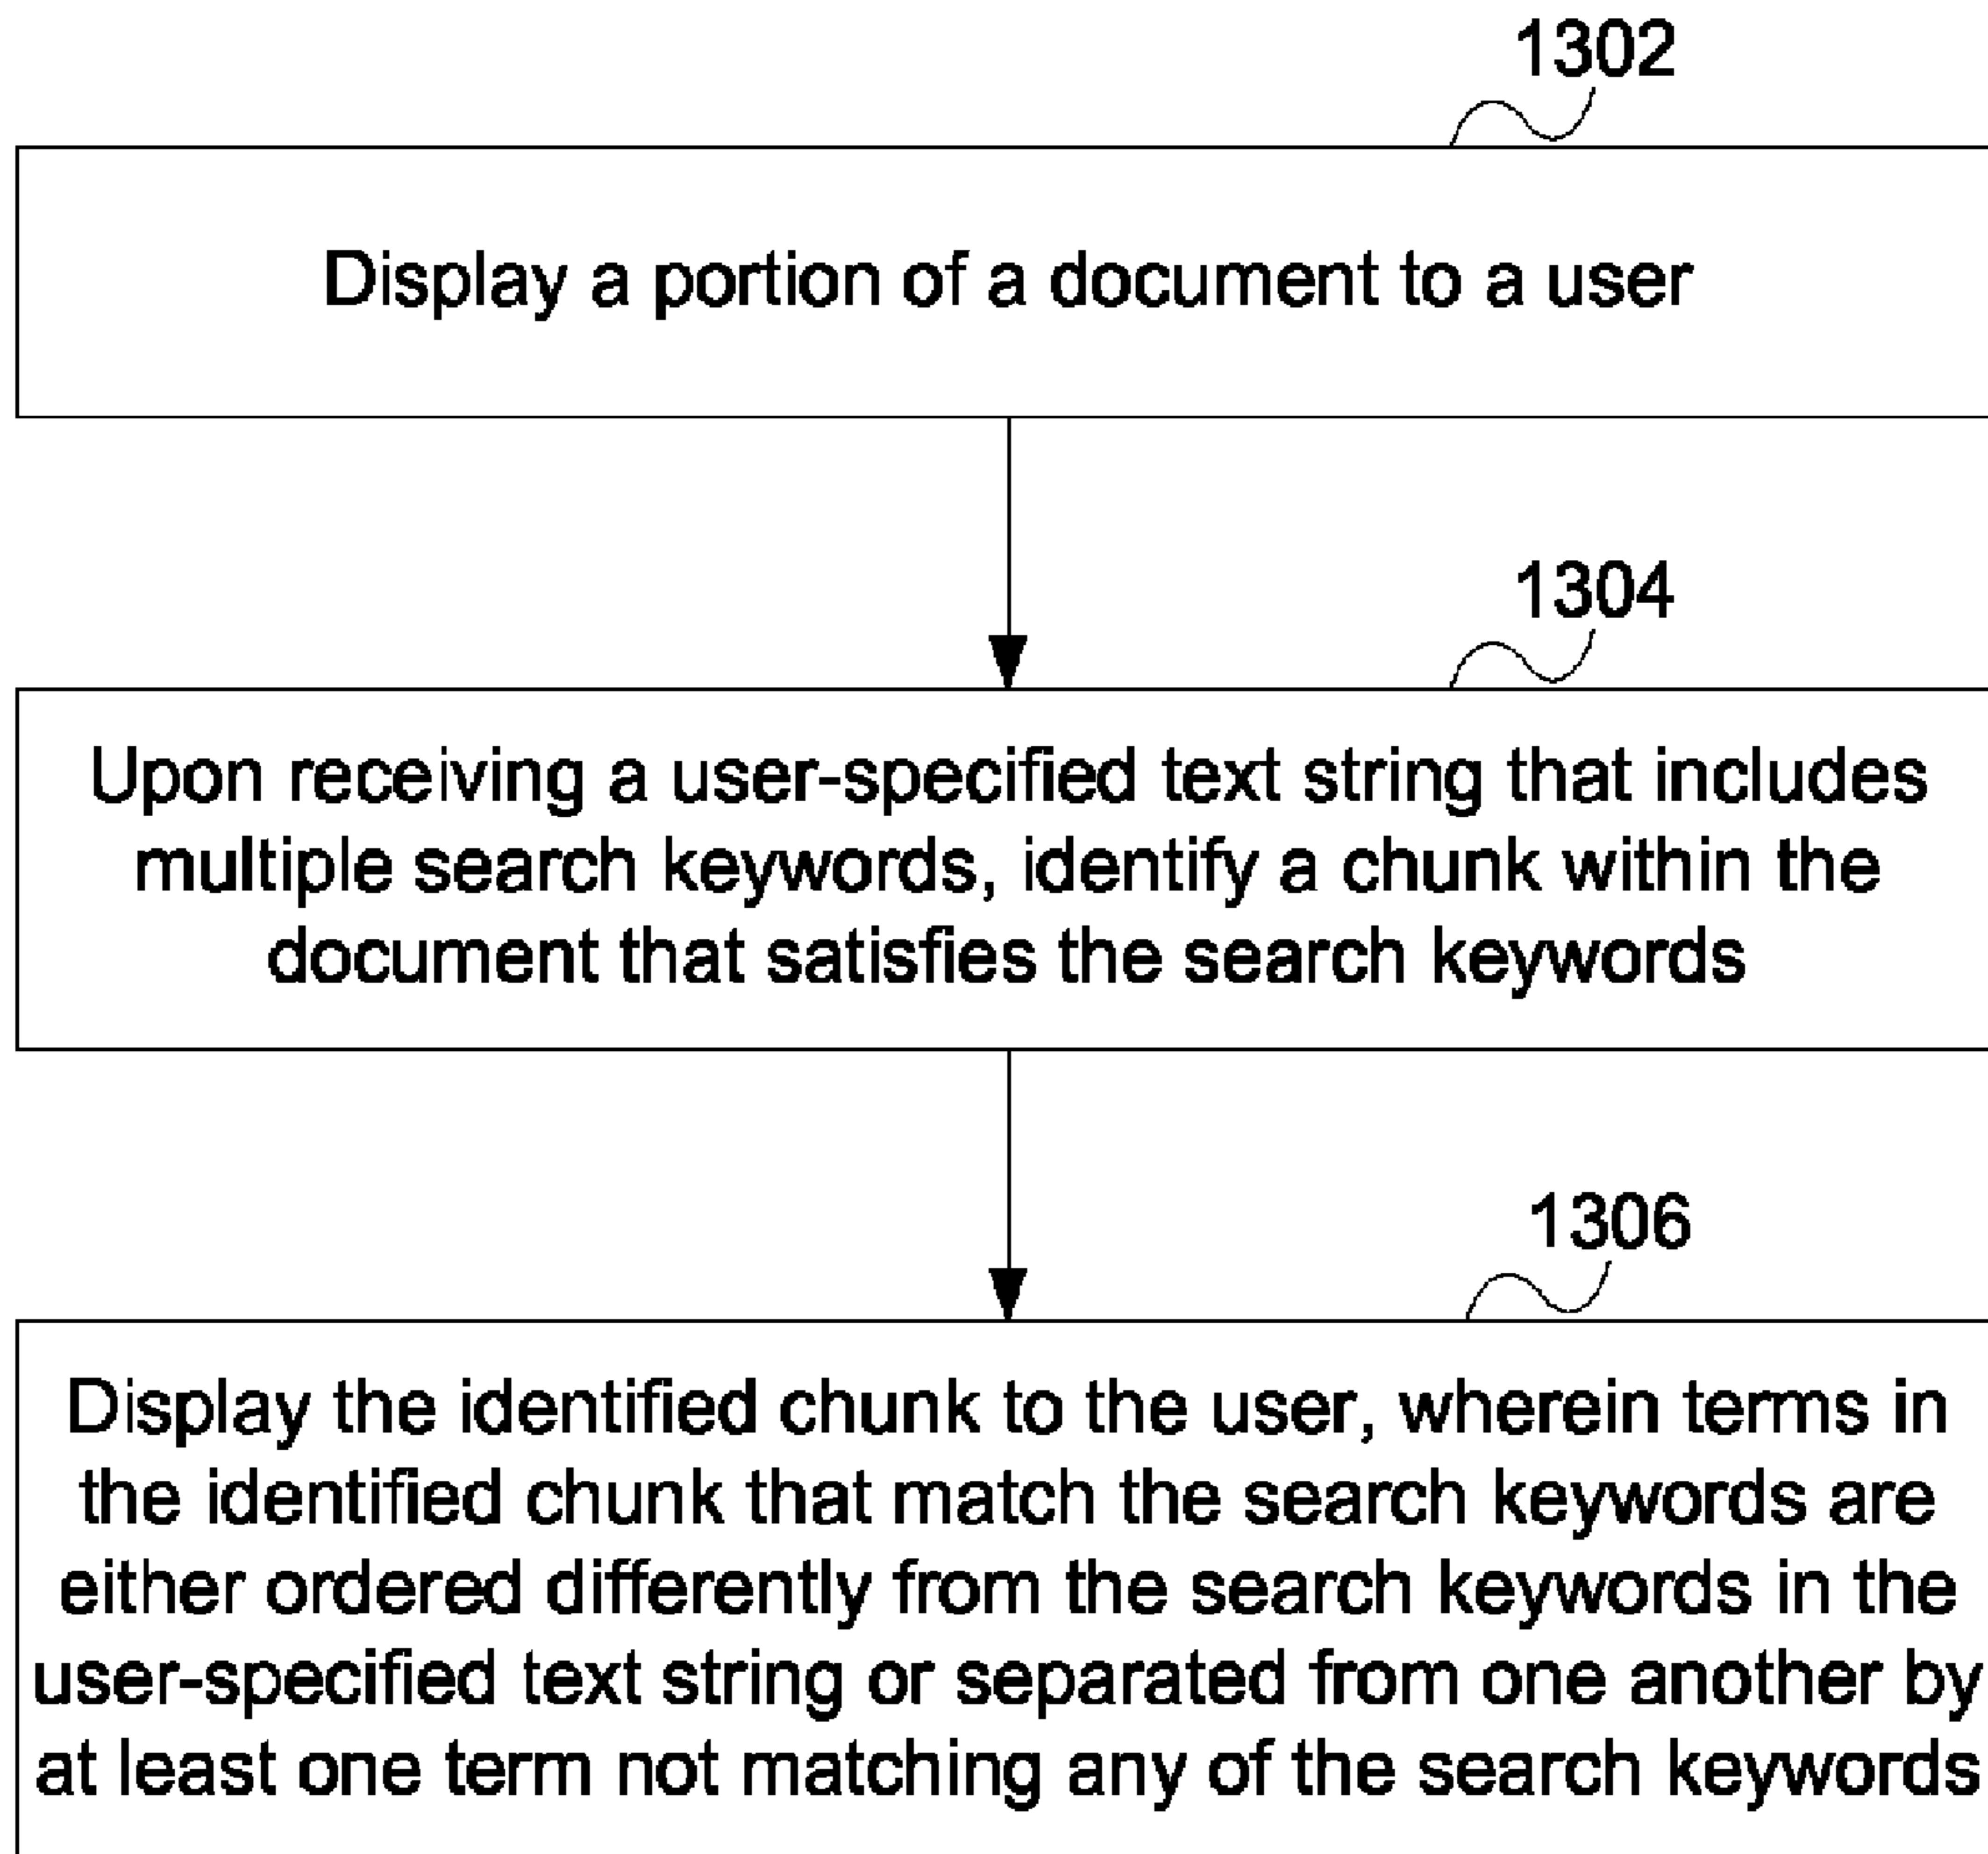 1302
Display a portion of a document to a user
1304
Upon receiving a user-specified text string that includes
multiple search keywords, identify a chunk within the
document that satisfies the search keywords
1306
Display the identified chunk to the user, wherein terms in
the identified chunk that match the search keywords are
either ordered differently from the search keywords in the
user-specified text string or separated from one another by
at least one term not matching any of the search keywords